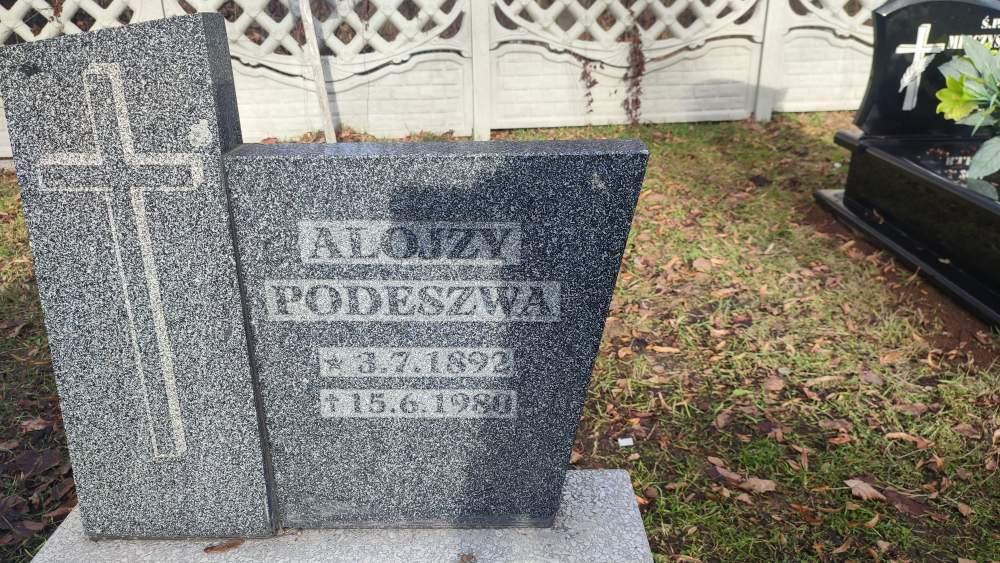 ALOJZY
PODESZWA
* 3.7.1892
† 15.6.1980